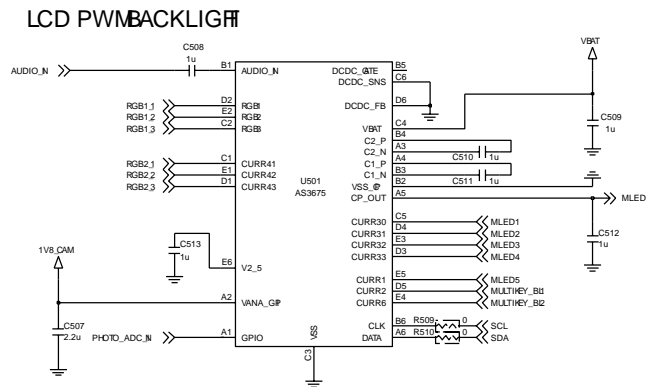 LCD PWMBACKLIGHT
C508
1u
VBAT
AUDIO_IN
B1
AUDIO_IN
DCDC_GATE
B5
DCDC_SNS
C6
RGB1_1
D2
RGB1
DCDC_FB
D6
RGB1_2
E2
RGB2
RGB1_3
C2
RGB3
VBAT
C4
C509
1u
C2_P
B4
C2_N
A3
C510
1u
C1_P
A4
RGB2_1
C1
CURR41
C1_N
B3
C511
1u
RGB2_2
E1
CURR42
RGB2_3
D1
CURR43
U501
AS3675
VSS_CP
B2
CP_OUT
A5
MLED
CURR30
C5
MLED1
CURR31
D4
MLED2
CURR32
E3
MLED3
CURR33
D3
MLED4
C512
1u
C513
1u
1V8_CAM
E6
V2_5
CURR1
E5
MLED5
CURR2
D5
MULTIKEY_BL1
CURR6
E4
MULTIKEY_BL2
A2
VANA_GPIO
C507
2.2u
CLK
B6
R509
0
SCL
PHOTO_ADC_IN
A1
GPIO
DATA
A6
R510
0
SDA
VSS
C3